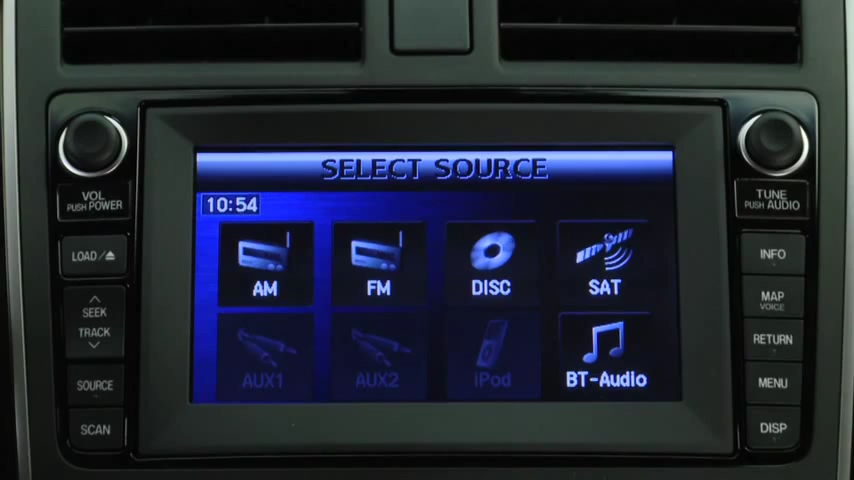 SELECT SOURCE
10:54
AM FM DISC SAT
AUX1 AUX2 iPod BT-Audio
VOL
PUSH POWER
LOAD/⏏
SEEK
TRACK
SOURCE
SCAN
TUNE
PUSH AUDIO
INFO
MAP
VOICE
RETURN
MENU
DISP